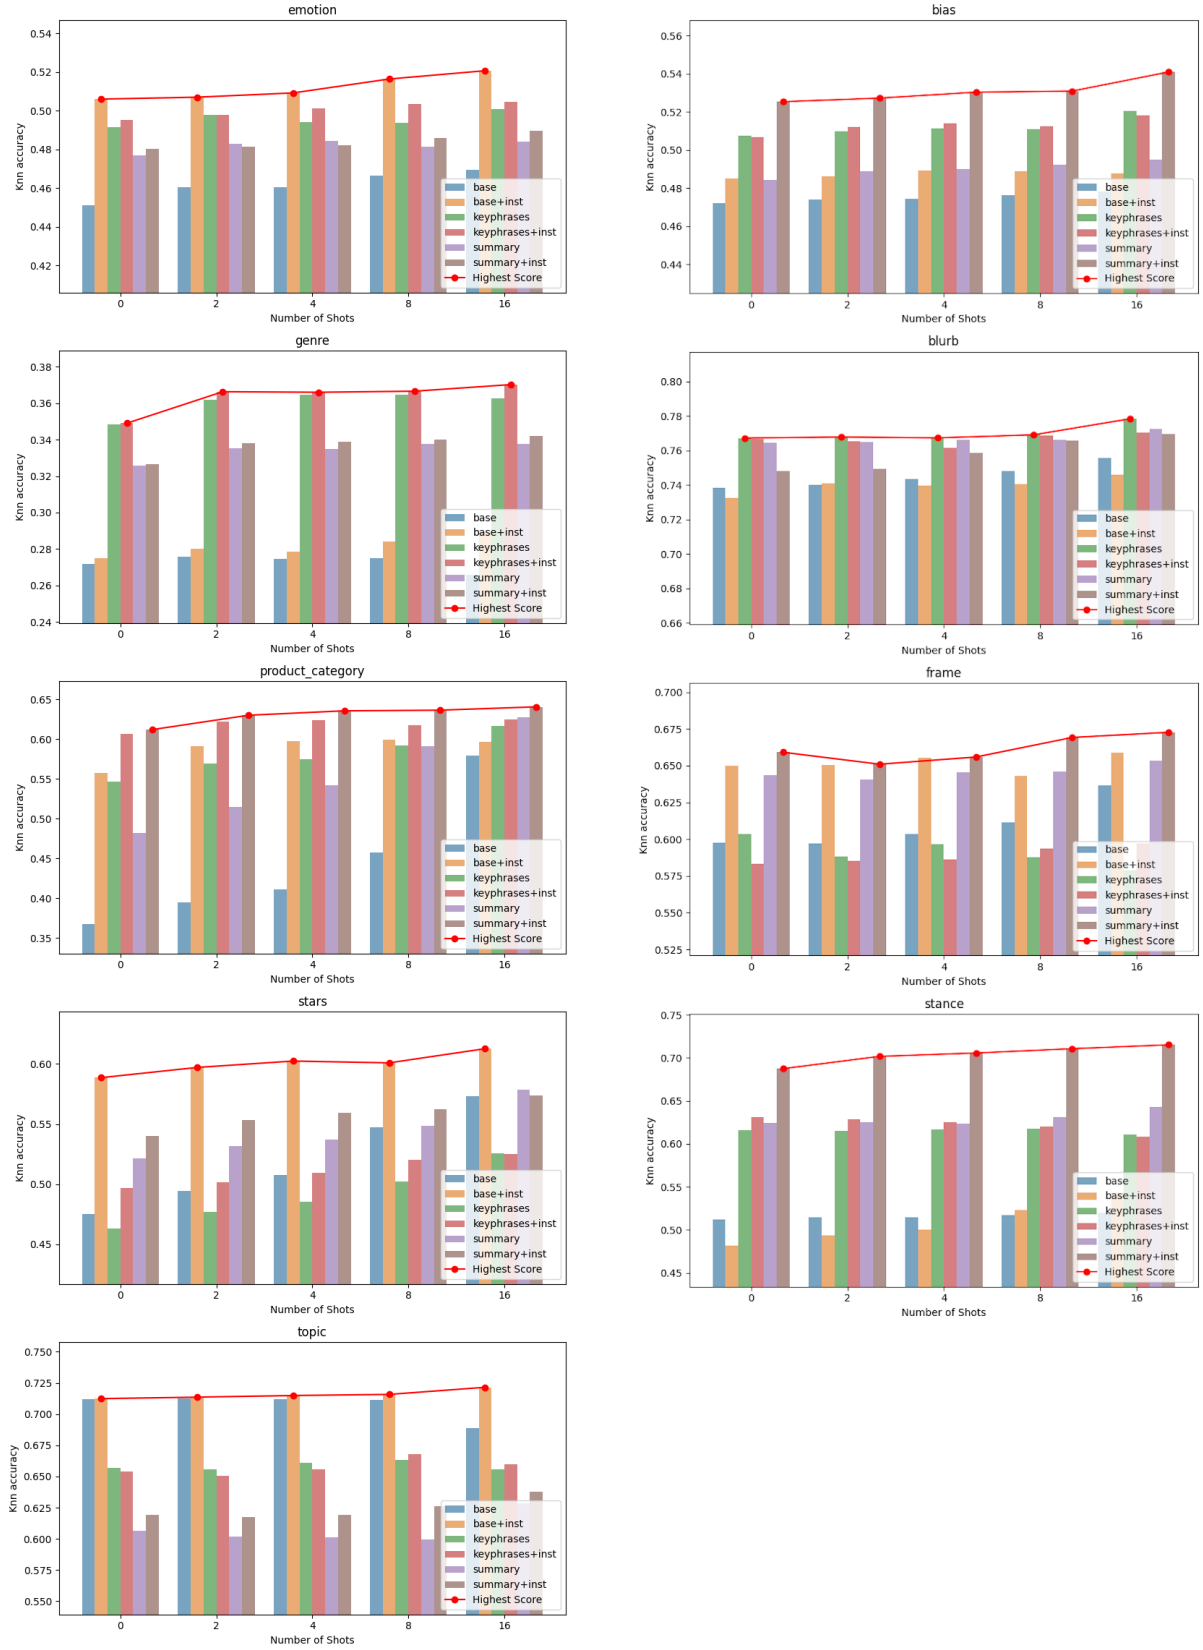 emotion
0.54
0.52
0.50
0.48
0.46
0.44
0.42
Knn accuracy
base
base+inst
keyphrases
keyphrases+inst
summary
summary+inst
Highest Score
0 2 4 8 16
Number of Shots
bias
0.56
0.54
0.52
0.50
0.48
0.46
0.44
Knn accuracy
base
base+inst
keyphrases
keyphrases+inst
summary
summary+inst
Highest Score
0 2 4 8 16
Number of Shots
genre
0.38
0.36
0.34
0.32
0.30
0.28
0.26
0.24
Knn accuracy
base
base+inst
keyphrases
keyphrases+inst
summary
summary+inst
Highest Score
0 2 4 8 16
Number of Shots
blurb
0.80
0.78
0.76
0.74
0.72
0.70
0.68
0.66
Knn accuracy
base
base+inst
keyphrases
keyphrases+inst
summary
summary+inst
Highest Score
0 2 4 8 16
Number of Shots
product_category
0.65
0.60
0.55
0.50
0.45
0.40
0.35
Knn accuracy
base
base+inst
keyphrases
keyphrases+inst
summary
summary+inst
Highest Score
0 2 4 8 16
Number of Shots
frame
0.700
0.675
0.650
0.625
0.600
0.575
0.550
0.525
Knn accuracy
base
base+inst
keyphrases
keyphrases+inst
summary
summary+inst
Highest Score
0 2 4 8 16
Number of Shots
stars
0.60
0.55
0.50
0.45
Knn accuracy
base
base+inst
keyphrases
keyphrases+inst
summary
summary+inst
Highest Score
0 2 4 8 16
Number of Shots
stance
0.75
0.70
0.65
0.60
0.55
0.50
0.45
Knn accuracy
base
base+inst
keyphrases
keyphrases+inst
summary
summary+inst
Highest Score
0 2 4 8 16
Number of Shots
topic
0.750
0.725
0.700
0.675
0.650
0.625
0.600
0.575
0.550
Knn accuracy
base
base+inst
keyphrases
keyphrases+inst
summary
summary+inst
Highest Score
0 2 4 8 16
Number of Shots